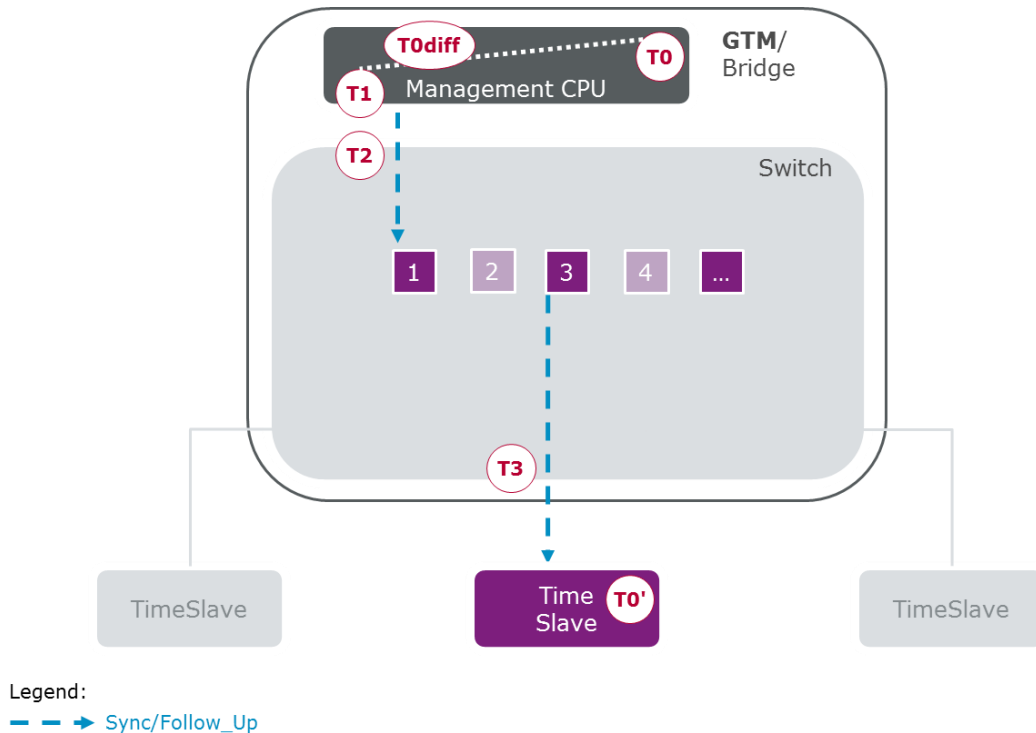 T0diff
T0
GTM/
Bridge
T1
Management CPU
T2
Switch
1
2
3
4
...
T3
TimeSlave
Time
Slave
T0'
TimeSlave
Legend:
Sync/Follow_Up